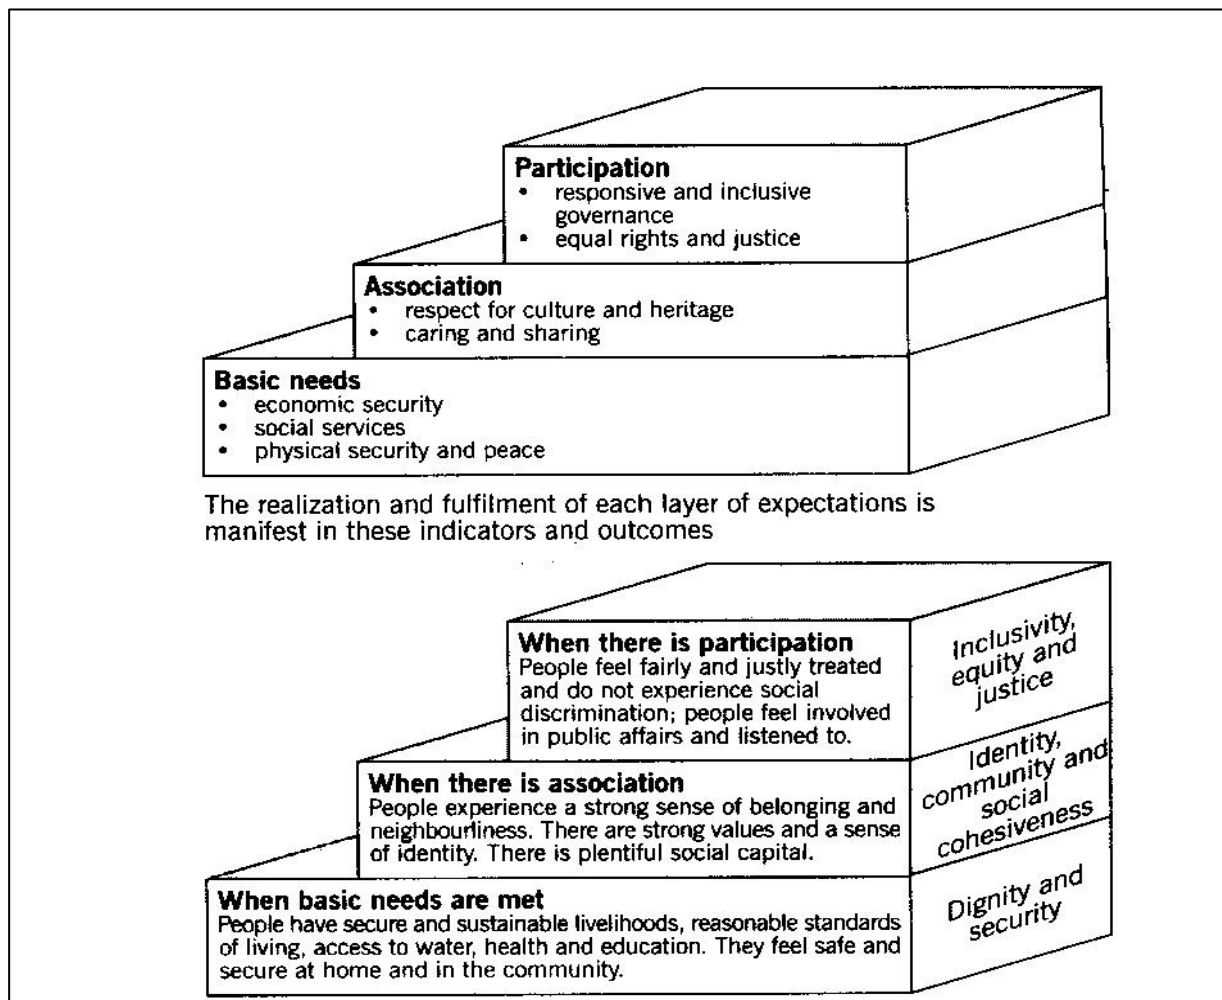 Participation
• responsive and inclusive
governance
• equal rights and justice
Association
• respect for culture and heritage
• caring and sharing
Basic needs
• economic security
• social services
• physical security and peace
The realization and fulfilment of each layer of expectations is
manifest in these indicators and outcomes
When there is participation
People feel fairly and justly treated
and do not experience social
discrimination; people feel involved
in public affairs and listened to.
Inclusivity,
equity and
justice
When there is association
People experience a strong sense of belonging and
neighbourliness. There are strong values and a sense
of identity. There is plentiful social capital.
Identity,
community and
social
cohesiveness
When basic needs are met
People have secure and sustainable livelihoods, reasonable standards
of living, access to water, health and education. They feel safe and
secure at home and in the community.
Dignity and
security